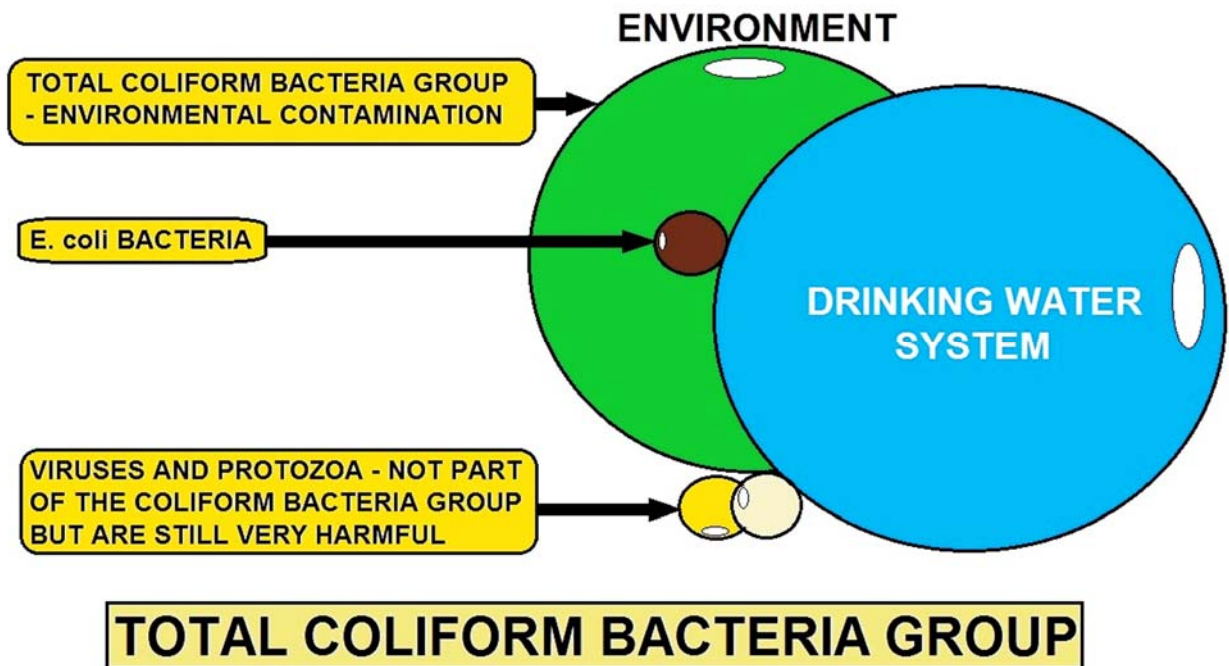 ENVIRONMENT
TOTAL COLIFORM BACTERIA GROUP
- ENVIRONMENTAL CONTAMINATION
E. coli BACTERIA
DRINKING WATER
SYSTEM
VIRUSES AND PROTOZOA - NOT PART
OF THE COLIFORM BACTERIA GROUP
BUT ARE STILL VERY HARMFUL
TOTAL COLIFORM BACTERIA GROUP